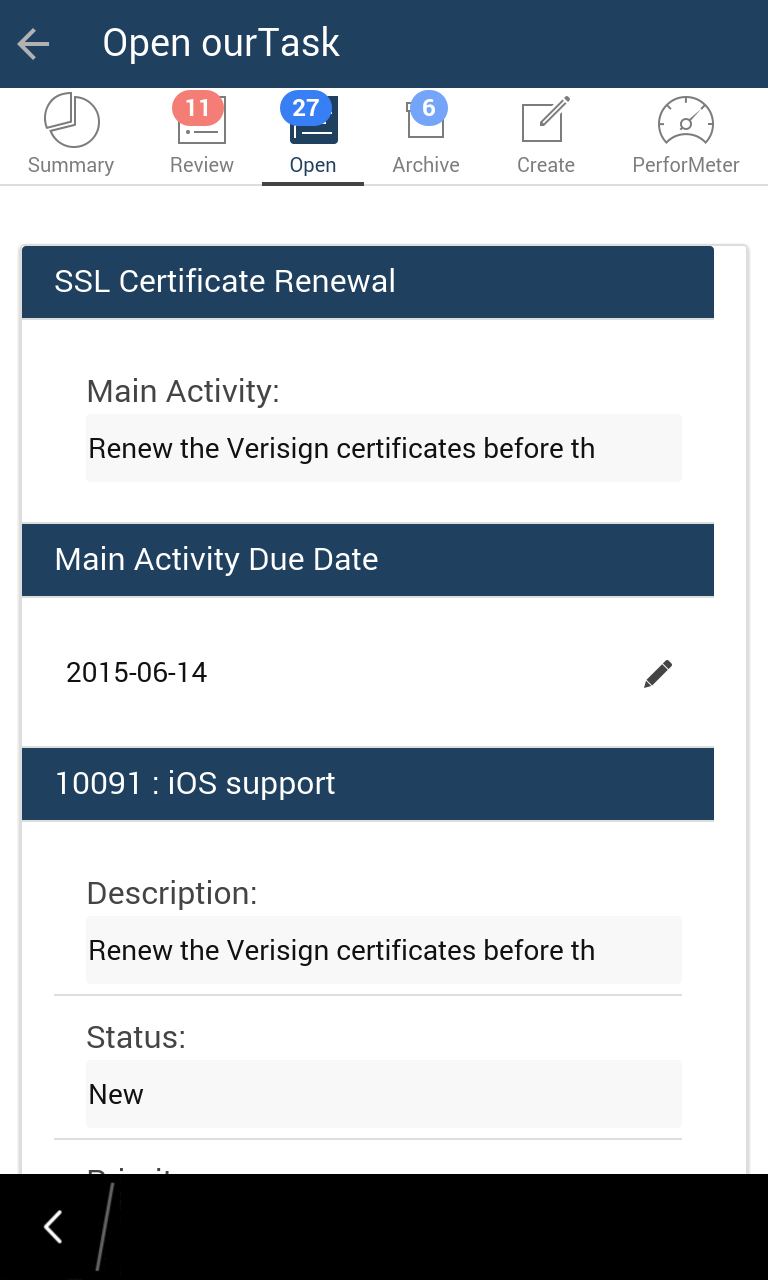 Open ourTask
11
27
6
Summary
Review
Open
Archive
Create
PerforMeter
SSL Certificate Renewal
Main Activity:
Renew the Verisign certificates before th
Main Activity Due Date
2015-06-14
10091 : iOS support
Description:
Renew the Verisign certificates before th
Status:
New